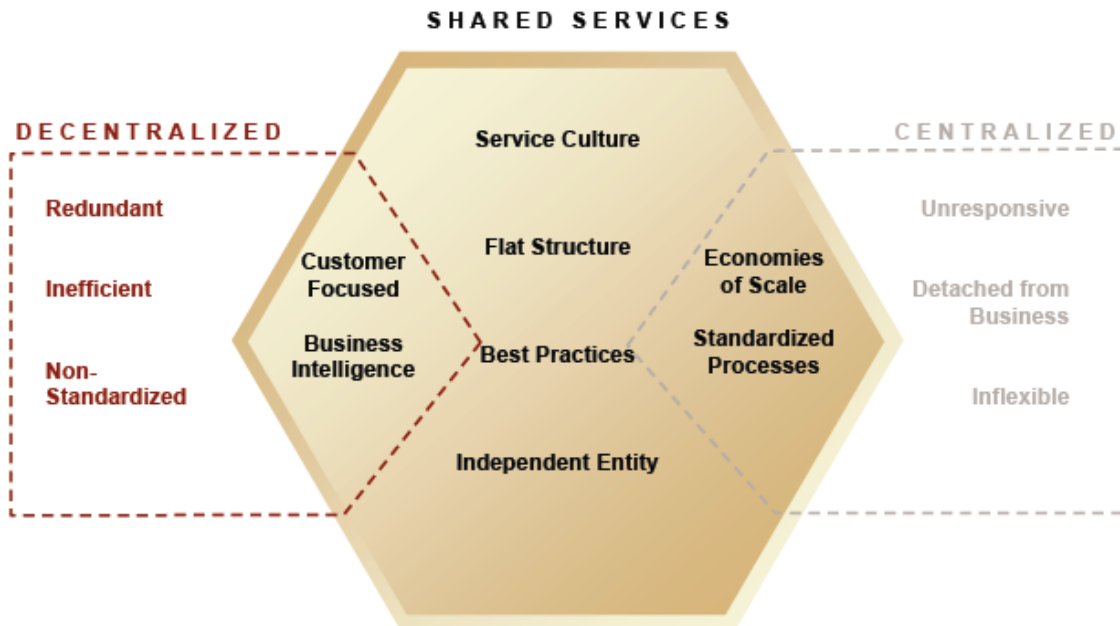 SHARED SERVICES
DECENTRALIZED
Redundant
Inefficient
Non-
Standardized
Customer
Focused
Business
Intelligence
Service Culture
Flat Structure
Best Practices
Independent Entity
Economies
of Scale
Standardized
Processes
CENTRALIZED
Unresponsive
Detached from
Business
Inflexible